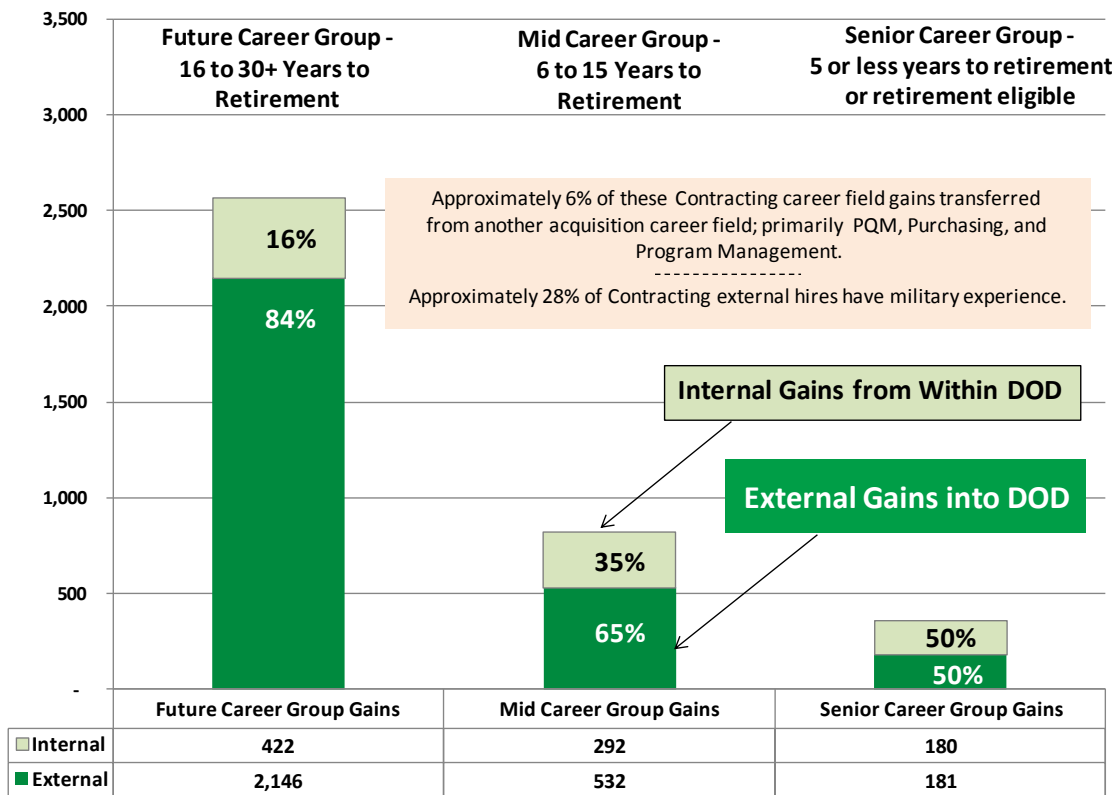 3,500
3,000
2,500
2,000
1,500
1,000
500
-
Future Career Group -
16 to 30+ Years to
Retirement
Mid Career Group -
6 to 15 Years to
Retirement
Senior Career Group -
5 or less years to retirement
or retirement eligible
Approximately 6% of these Contracting career field gains transferred
from another acquisition career field; primarily PQM, Purchasing, and
Program Management.
----------------
Approximately 28% of Contracting external hires have military experience.
16%
84%
Internal Gains from Within DOD
External Gains into DOD
35%
65%
50%
50%
Future Career Group Gains Mid Career Group Gains Senior Career Group Gains
Internal 422 292 180
External 2,146 532 181